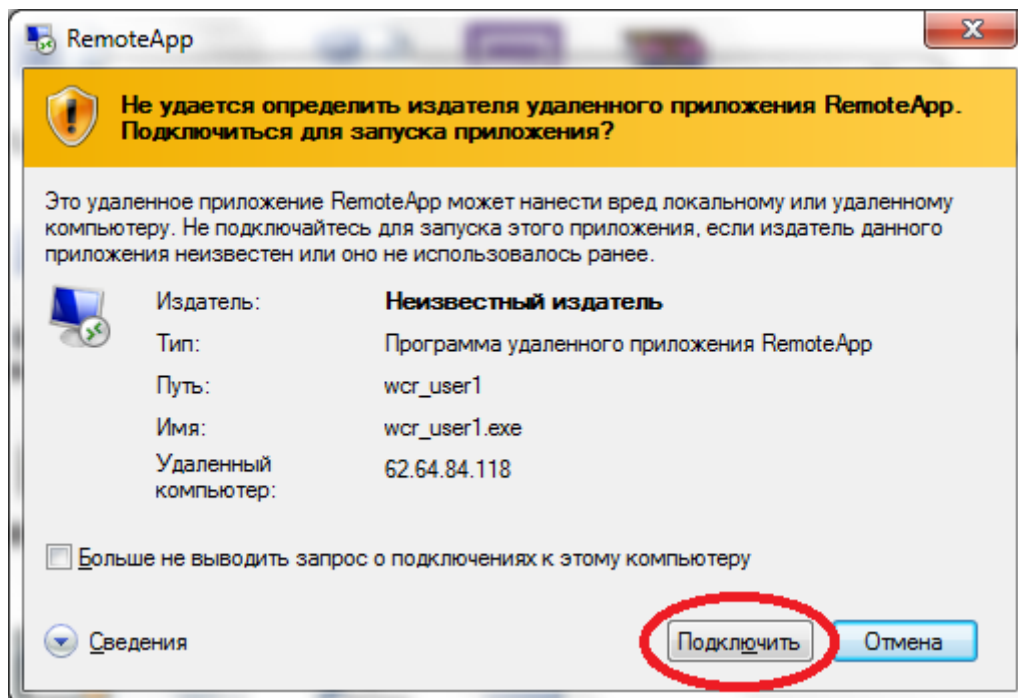 RemoteApp
Не удается определить издателя удаленного приложения RemoteApp.
Подключиться для запуска приложения?
Это удаленное приложение RemoteApp может нанести вред локальному или удаленному
компьютеру. Не подключайтесь для запуска этого приложения, если издатель данного
приложения неизвестен или оно не использовалось ранее.
Издатель: Неизвестный издатель
Тип: Программа удаленного приложения RemoteApp
Путь: wcr_user1
Имя: wcr_user1.exe
Удаленный
компьютер: 62.64.84.118
Больше не выводить запрос о подключениях к этому компьютеру
Сведения Подключить Отмена